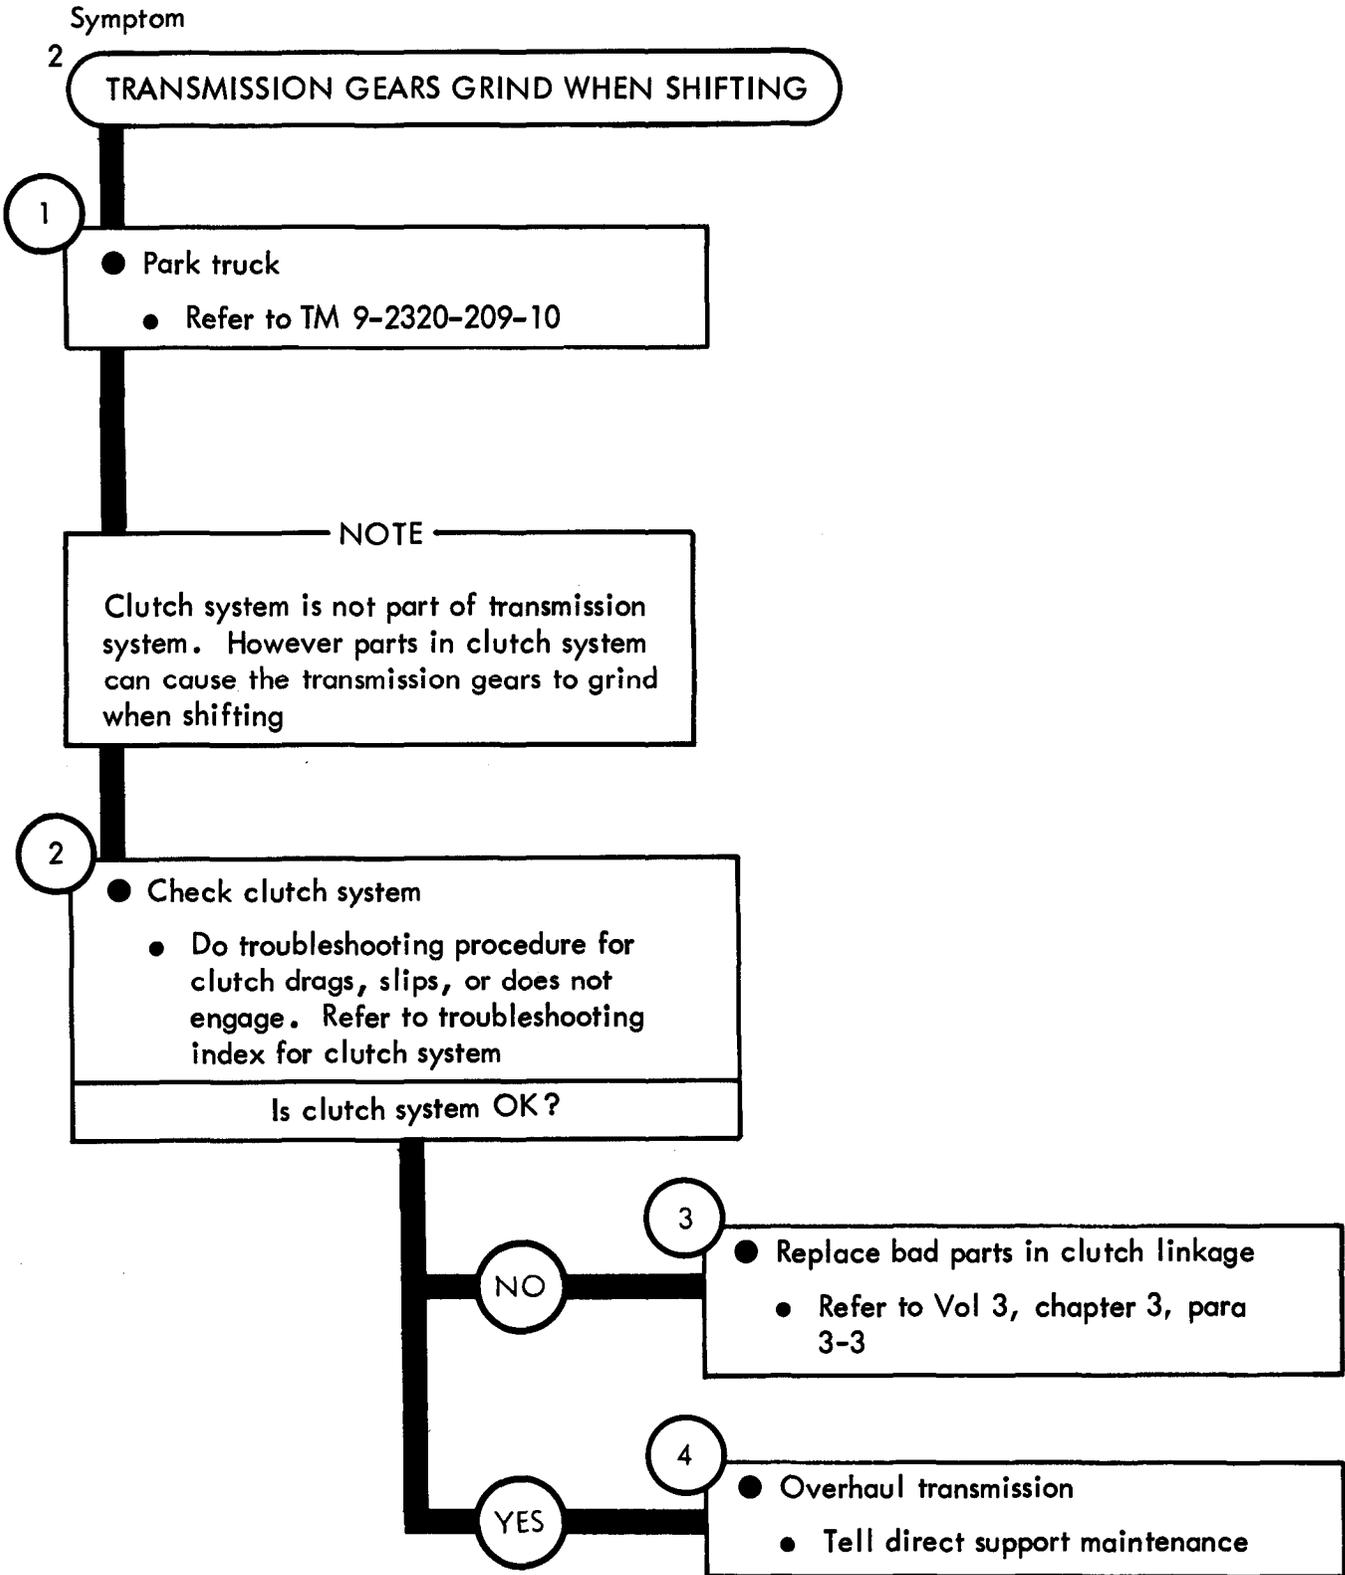 Symptom
2
TRANSMISSION GEARS GRIND WHEN SHIFTING
1
● Park truck
● Refer to TM 9-2320-209-10
NOTE
Clutch system is not part of transmission
system. However parts in clutch system
can cause the transmission gears to grind
when shifting
2
● Check clutch system
● Do troubleshooting procedure for
clutch drags, slips, or does not
engage. Refer to troubleshooting
index for clutch system
Is clutch system OK?
3
NO
● Replace bad parts in clutch linkage
● Refer to Vol 3, chapter 3, para
3-3
4
YES
● Overhaul transmission
● Tell direct support maintenance